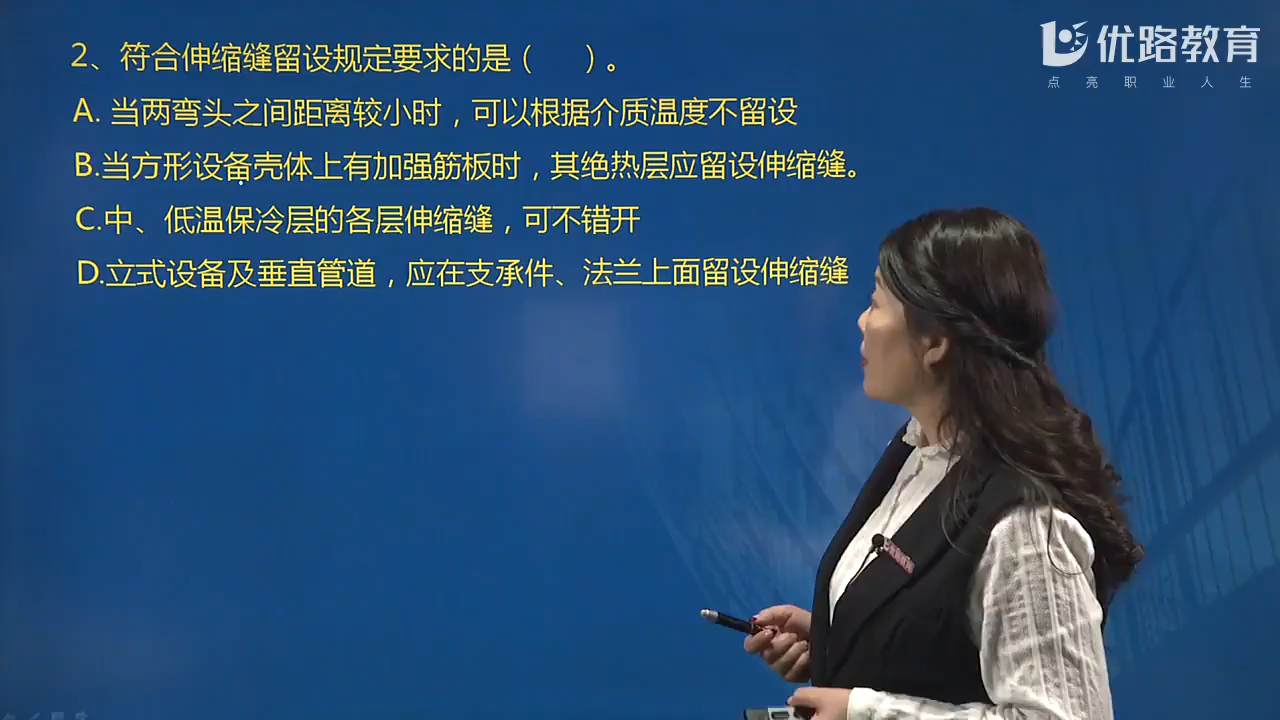 优路教育
点亮职业人生
2、符合伸缩缝留设规定要求的是（　）。
A. 当两弯头之间距离较小时，可以根据介质温度不留设
B.当方形设备壳体上有加强筋板时，其绝热层应留设伸缩缝。
C.中、低温保冷层的各层伸缩缝，可不错开
D.立式设备及垂直管道，应在支承件、法兰上面留设伸缩缝